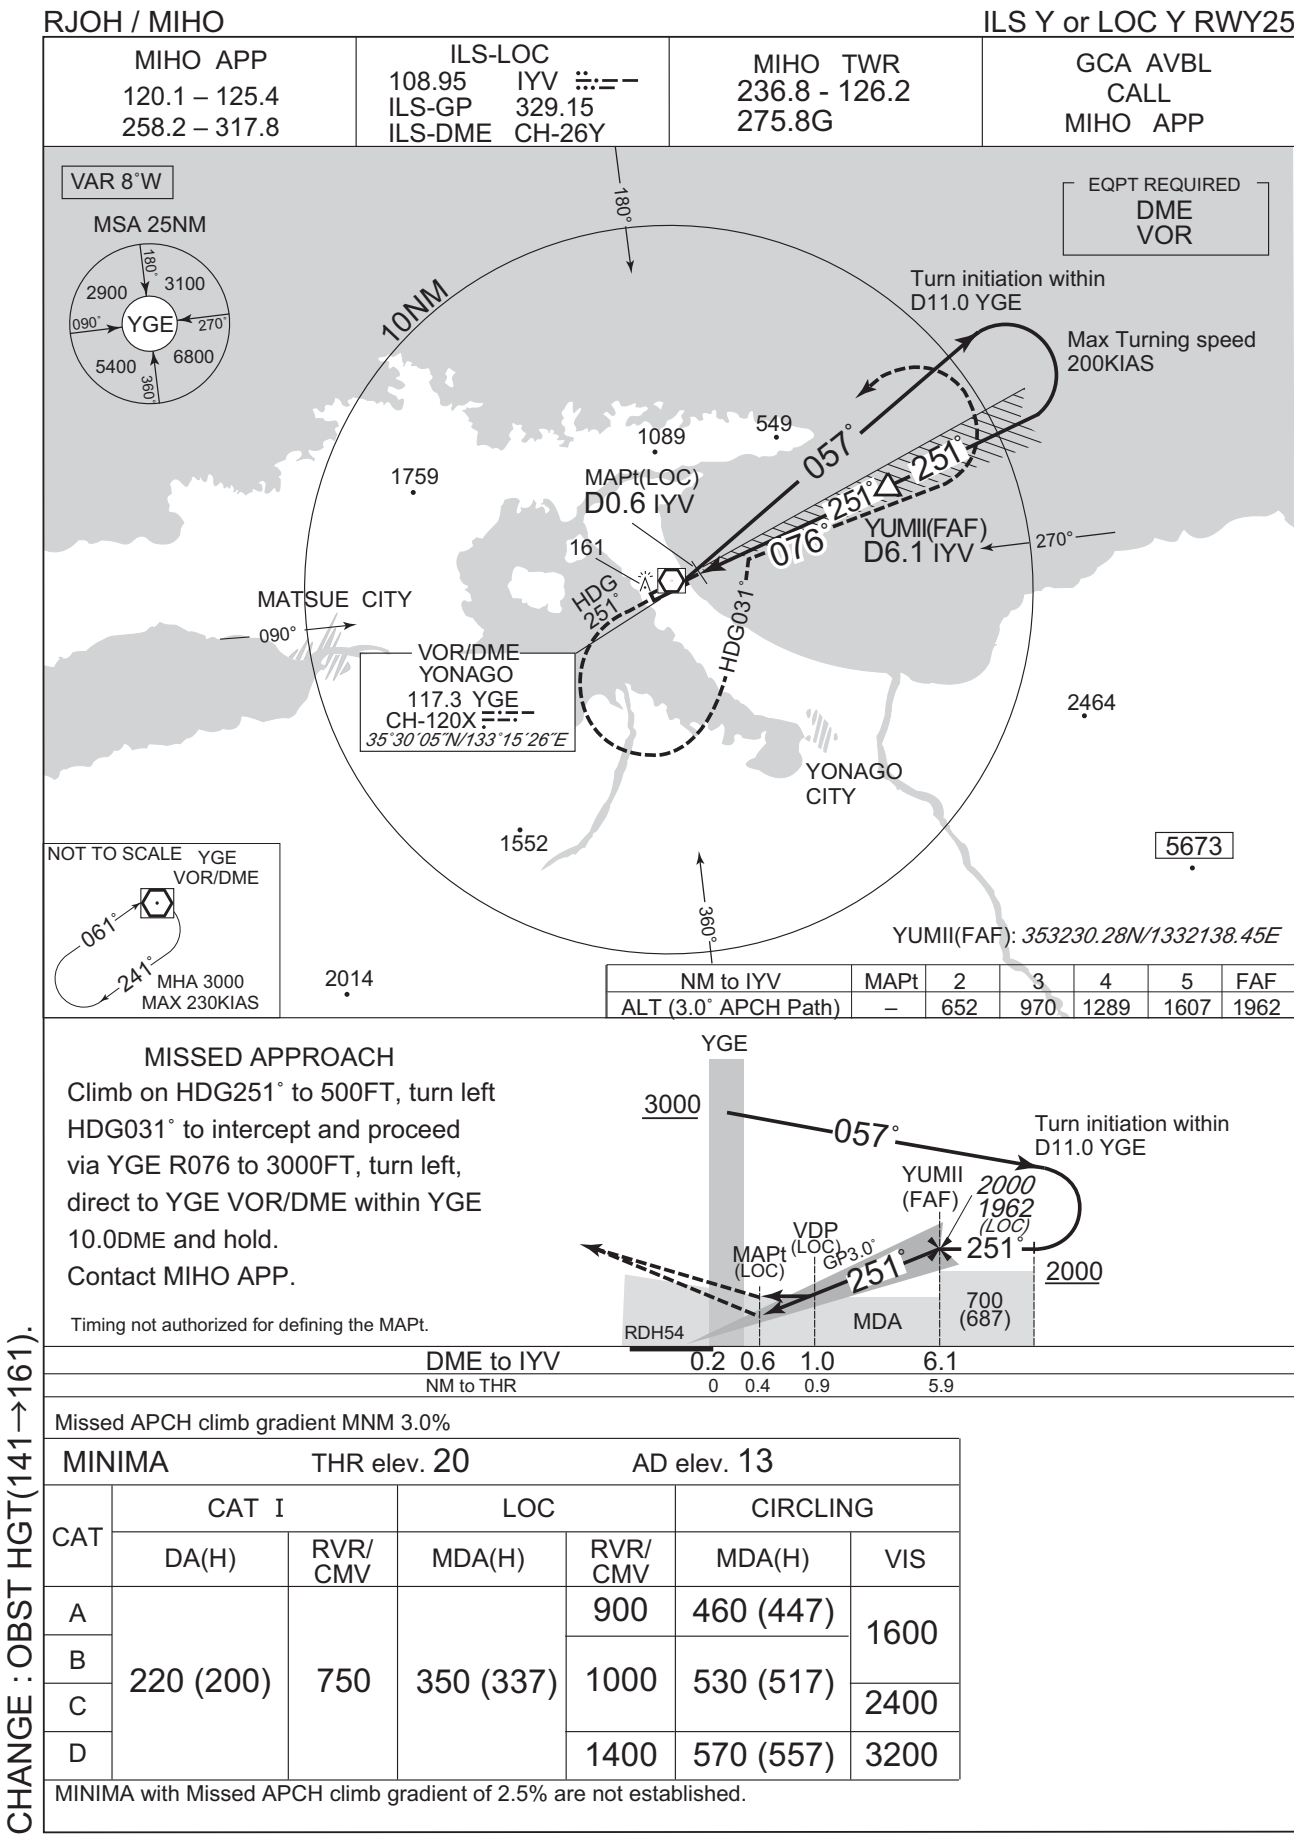 RJOH / MIHO
ILS Y or LOC Y RWY25
MIHO APP
120.1 – 125.4
258.2 – 317.8
ILS-LOC
108.95 IYV
ILS-GP 329.15
ILS-DME CH-26Y
MIHO TWR
236.8 - 126.2
275.8G
GCA AVBL
CALL
MIHO APP
VAR 8°W
MSA 25NM
180°
2900
3100
090°
YGE
270°
5400
6800
360°
180°
EQPT REQUIRED
DME
VOR
10NM
Turn initiation within
D11.0 YGE
Max Turning speed
200KIAS
549
1089
057°
1759
MAPt(LOC)
D0.6 IYV
251°
251°
YUMII(FAF)
D6.1 IYV
076°
270°
161
HDG
251°
HDG031°
MATSUE CITY
090°
VOR/DME
YONAGO
117.3 YGE
CH-120X
35°30′05″N/133°15′26″E
2464
YONAGO
CITY
1552
5673
360°
NOT TO SCALE
YGE
VOR/DME
061°
241°
MHA 3000
MAX 230KIAS
2014
YUMII(FAF): 353230.28N/1332138.45E
NM to IYV MAPt 2 3 4 5 FAF
ALT (3.0° APCH Path) – 652 970 1289 1607 1962
MISSED APPROACH
Climb on HDG251° to 500FT, turn left
HDG031° to intercept and proceed
via YGE R076 to 3000FT, turn left,
direct to YGE VOR/DME within YGE
10.0DME and hold.
Contact MIHO APP.
Timing not authorized for defining the MAPt.
YGE
3000
057°
Turn initiation within
D11.0 YGE
YUMII
(FAF)
2000
1962
(LOC)
VDP
(LOC)
MAPt
(LOC)
GP3.0°
251°
251°
2000
700
(687)
MDA
RDH54
DME to IYV 0.2 0.6 1.0 6.1
NM to THR 0 0.4 0.9 5.9
Missed APCH climb gradient MNM 3.0%
MINIMA THR elev. 20 AD elev. 13
CAT
CAT I
LOC
CIRCLING
DA(H)
RVR/
CMV
MDA(H)
RVR/
CMV
MDA(H)
VIS
A
B
C
D
220 (200)
750
350 (337)
900
1000
1400
460 (447)
530 (517)
570 (557)
1600
2400
3200
MINIMA with Missed APCH climb gradient of 2.5% are not established.
CHANGE : OBST HGT(141→161).